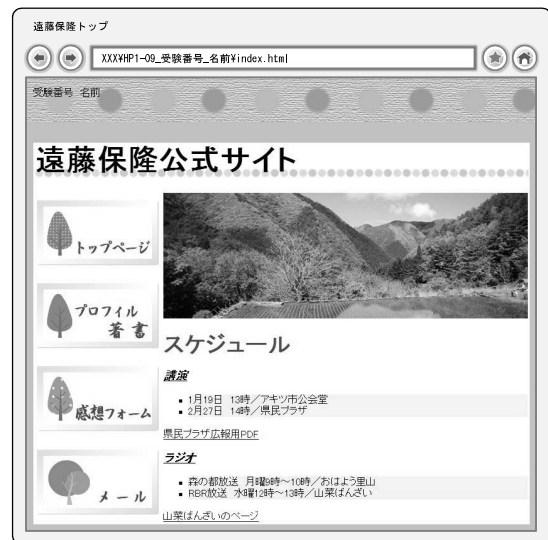 遠藤保隆トップ
XXX¥HP1-09_受験番号_名前¥index.html
受験番号 名前
遠藤保隆公式サイト
トップページ
プロフィル
著書
感想フォーム
メール
スケジュール
講演
▪ 1月19日 13時／アキツ市公会堂
▪ 2月27日 14時／県民プラザ
県民プラザ広報用PDF
ラジオ
▪ 森の都放送 月曜9時～10時／おはよう里山
▪ RBR放送 水曜12時～13時／山菜ばんざい
山菜ばんざいのページ